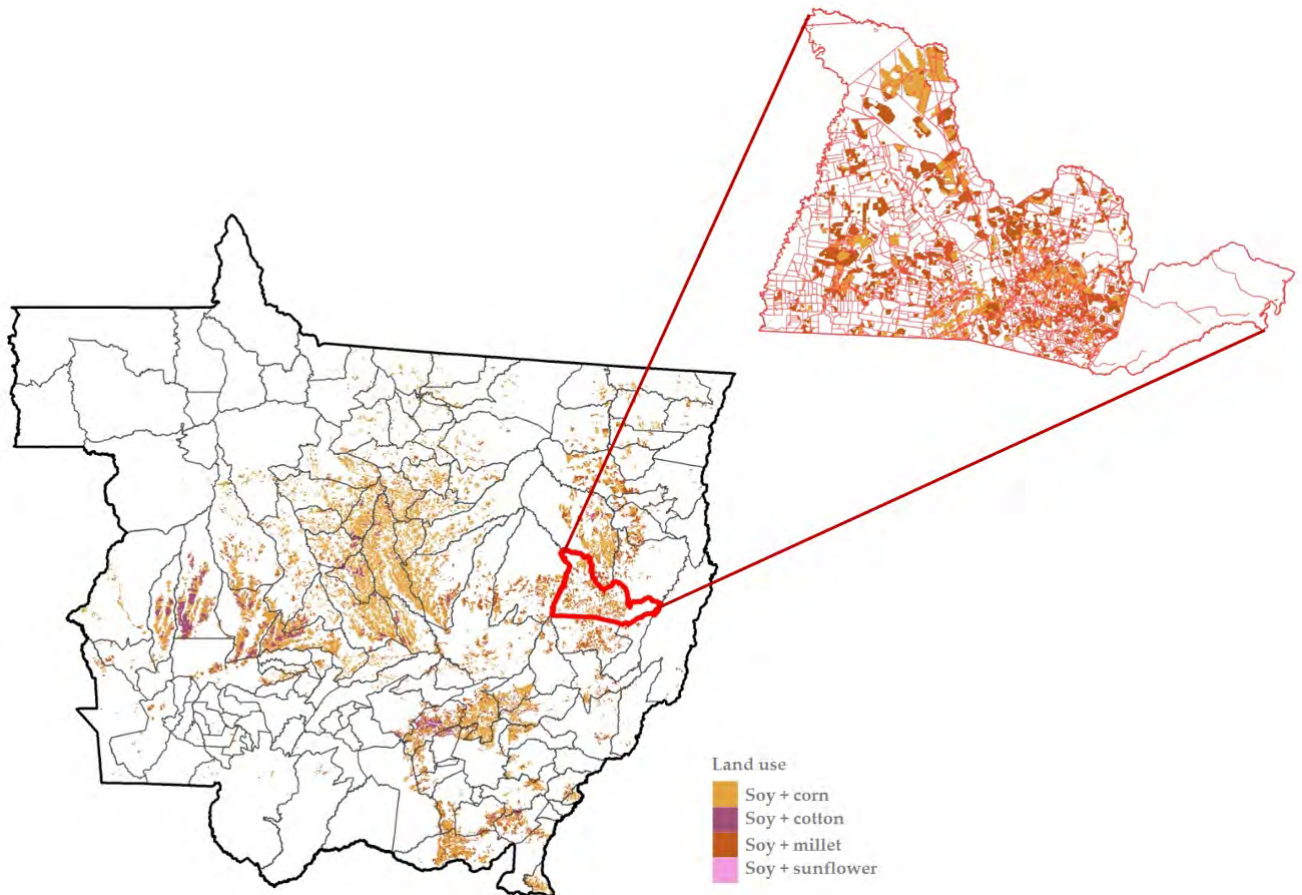 Land use
Soy + corn
Soy + cotton
Soy + millet
Soy + sunflower